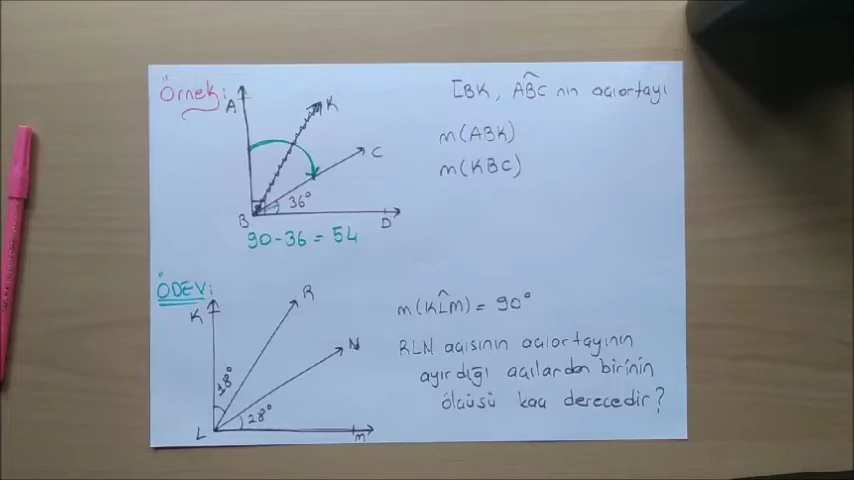 Örnek:
A
K
C
36°
B
D
90-36 = 54
[BK, ABC nın açıortayı
m(ABK)
m(KBC)
ÖDEV:
K
R
N
18°
28°
L
m
m(KLM) = 90°
RLN açısının açıortayının
ayırdığı açılardan birinin
ölçüsü kaç derecedir?